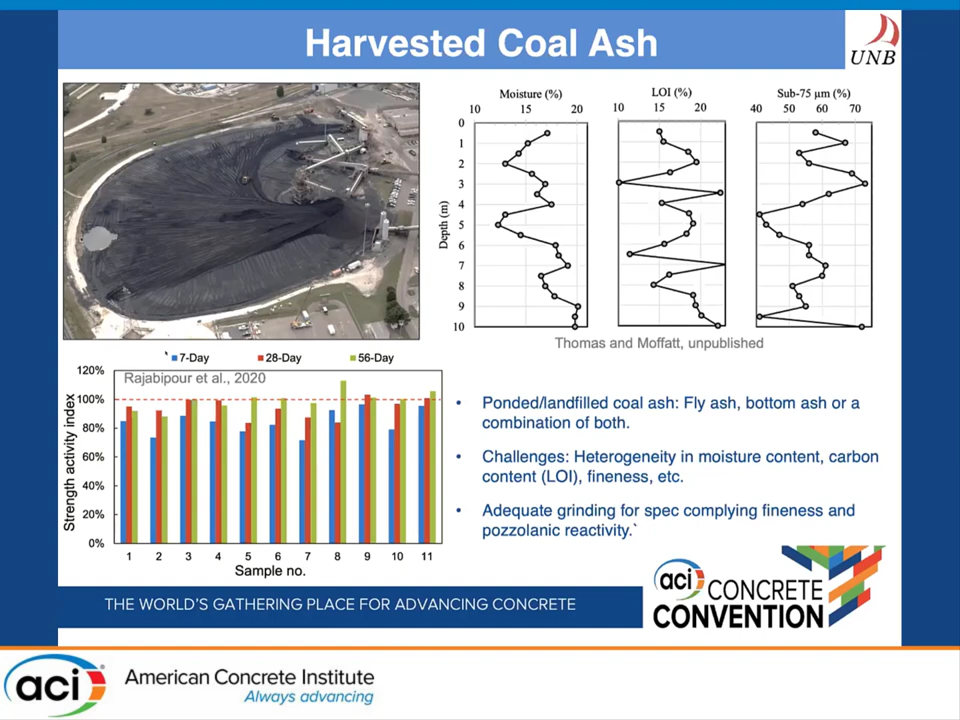 Harvested Coal Ash
UNB
Moisture (%)
10 15 20
LOI (%)
10 15 20
Sub-75 µm (%)
40 50 60 70
Depth (m)
0
1
2
3
4
5
6
7
8
9
10
Thomas and Moffatt, unpublished
` 7-Day 28-Day 56-Day
Rajabipour et al., 2020
Strength activity index
120%
100%
80%
60%
40%
20%
0%
1 2 3 4 5 6 7 8 9 10 11
Sample no.
• Ponded/landfilled coal ash: Fly ash, bottom ash or a
combination of both.
• Challenges: Heterogeneity in moisture content, carbon
content (LOI), fineness, etc.
• Adequate grinding for spec complying fineness and
pozzolanic reactivity.`
THE WORLD'S GATHERING PLACE FOR ADVANCING CONCRETE
aci CONCRETE
CONVENTION
aci American Concrete Institute
Always advancing